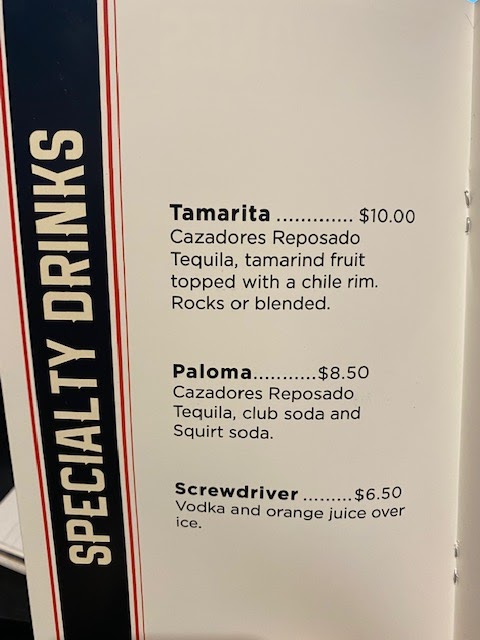 SPECIALTY DRINKS
Tamarita ............. $10.00
Cazadores Reposado
Tequila, tamarind fruit
topped with a chile rim.
Rocks or blended.
Paloma...........$8.50
Cazadores Reposado
Tequila, club soda and
Squirt soda.
Screwdriver .........$6.50
Vodka and orange juice over
ice.